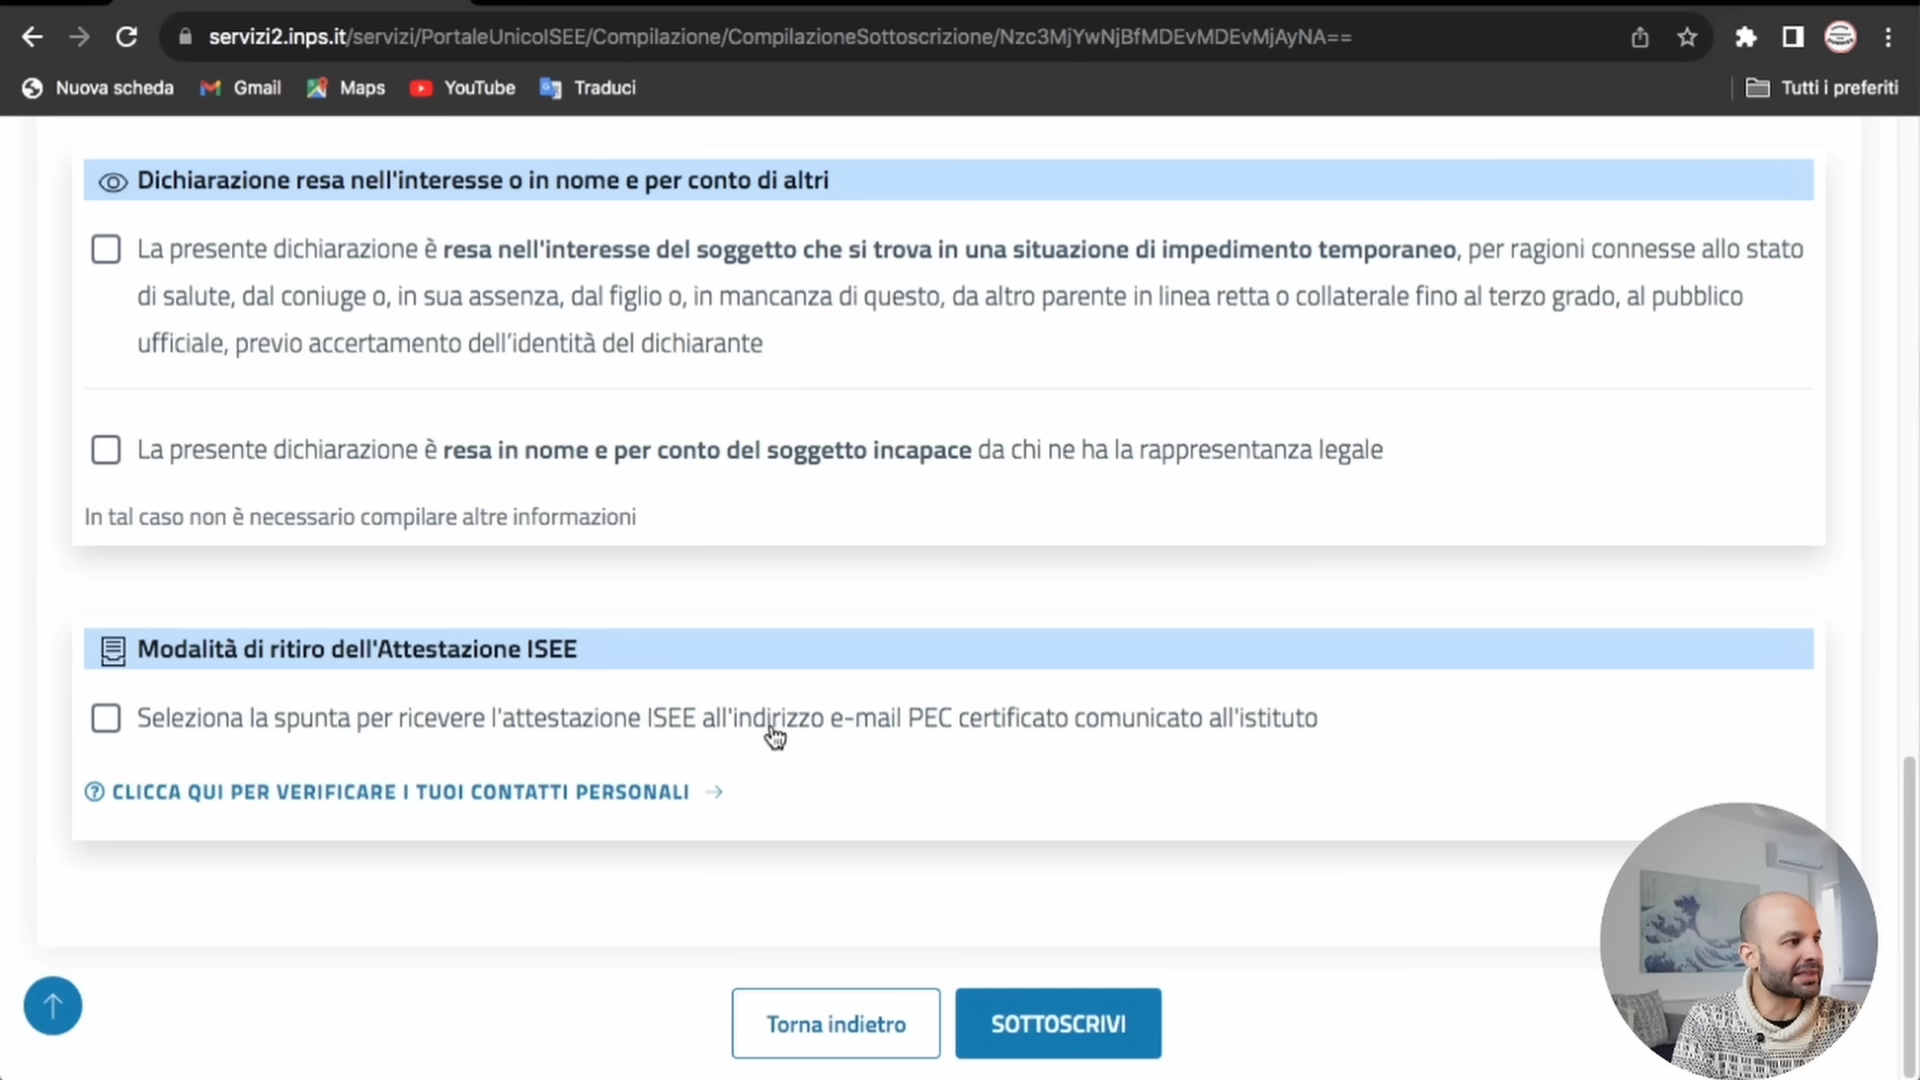 servizi2.inps.it/servizi/PortaleUnicoISEE/Compilazione/CompilazioneSottoscrizione/Nzc3MjYwNjBfMDEvMDEvMjAyNA==
Nuova scheda Gmail Maps YouTube Traduci Tutti i preferiti
Dichiarazione resa nell'interesse o in nome e per conto di altri
La presente dichiarazione è resa nell'interesse del soggetto che si trova in una situazione di impedimento temporaneo, per ragioni connesse allo stato
di salute, dal coniuge o, in sua assenza, dal figlio o, in mancanza di questo, da altro parente in linea retta o collaterale fino al terzo grado, al pubblico
ufficiale, previo accertamento dell’identità del dichiarante
La presente dichiarazione è resa in nome e per conto del soggetto incapace da chi ne ha la rappresentanza legale
In tal caso non è necessario compilare altre informazioni
Modalità di ritiro dell'Attestazione ISEE
Seleziona la spunta per ricevere l'attestazione ISEE all'indirizzo e-mail PEC certificato comunicato all'istituto
CLICCA QUI PER VERIFICARE I TUOI CONTATTI PERSONALI
Torna indietro SOTTOSCRIVI